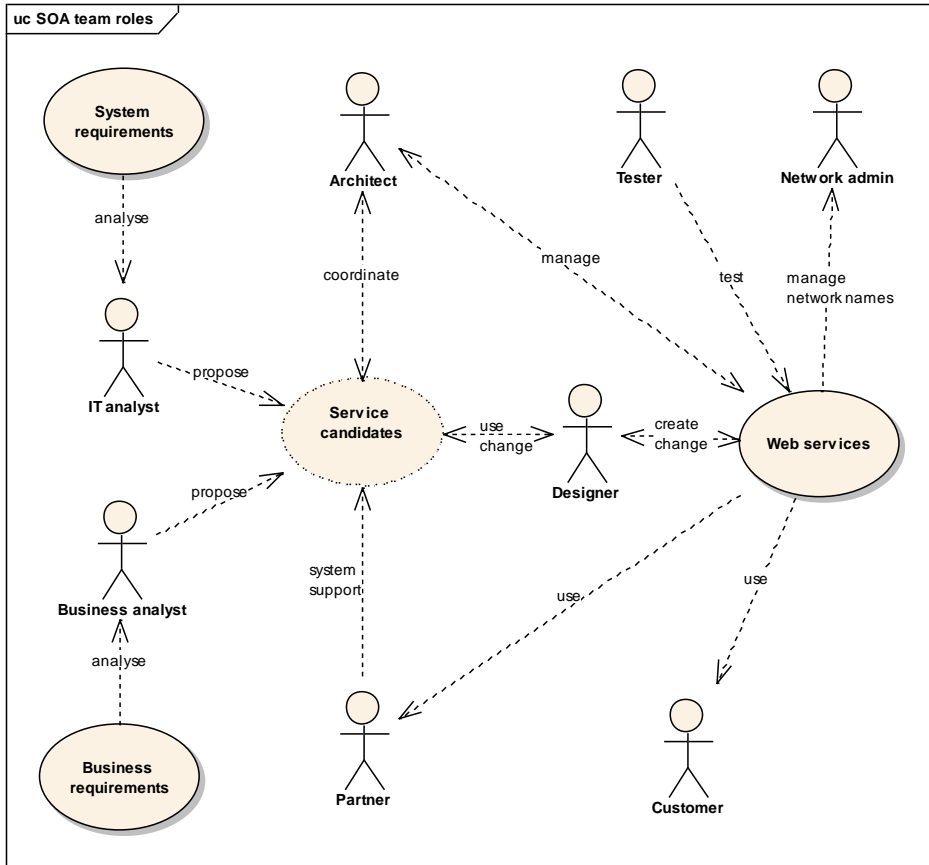 uc SOA team roles
System
requirements
Architect
Tester
Network admin
analyse
coordinate
manage
test
manage
network names
IT analyst
propose
Service
candidates
use
change
Designer
create
change
Web services
propose
Business analyst
system
support
use
use
analyse
Business
requirements
Partner
Customer